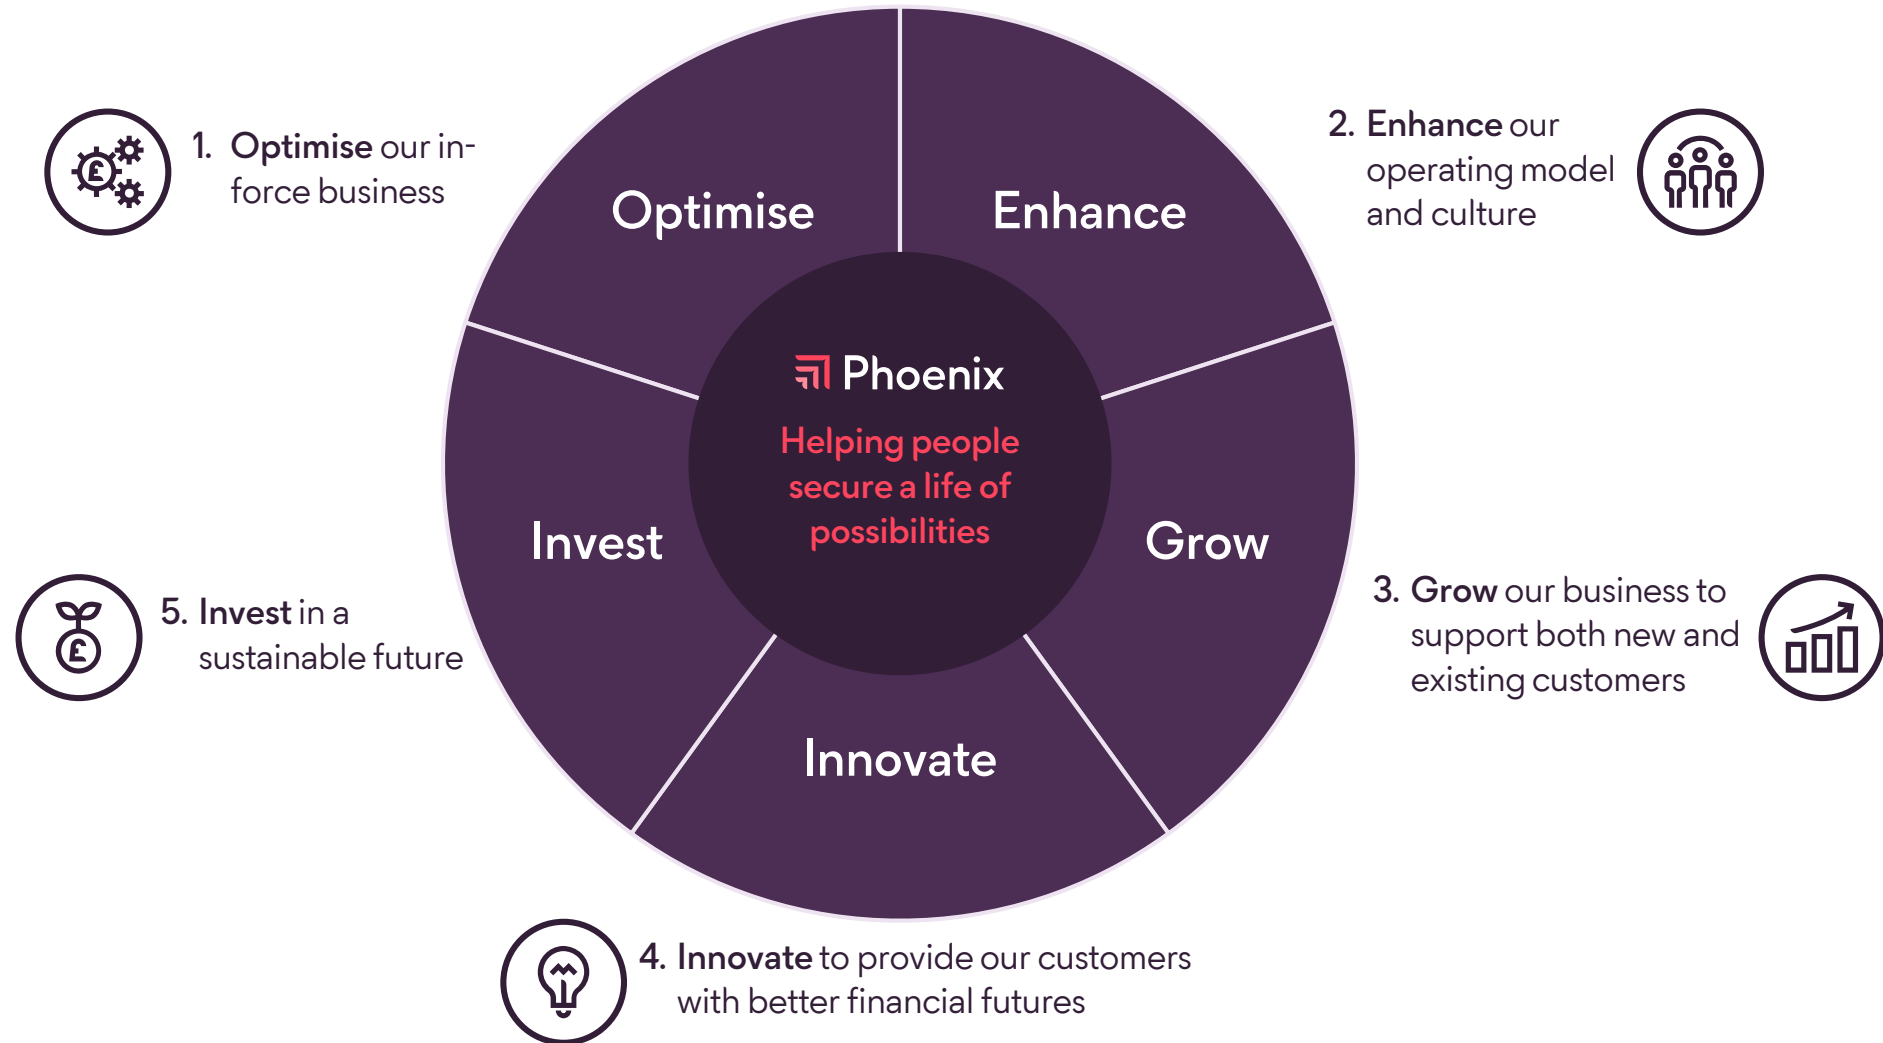 1. Optimise our in-
force business
2. Enhance our
operating model
and culture
Optimise
Enhance
Phoenix
Helping people
secure a life of
possibilities
Invest
Grow
5. Invest in a
sustainable future
3. Grow our business to
support both new and
existing customers
Innovate
4. Innovate to provide our customers
with better financial futures
£
£